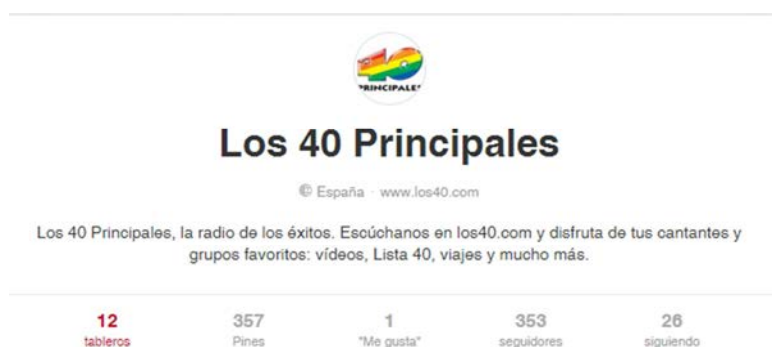 40
PRINCIPALES
Los 40 Principales
España · www.los40.com
Los 40 Principales, la radio de los éxitos. Escúchanos en los40.com y disfruta de tus cantantes y
grupos favoritos: vídeos, Lista 40, viajes y mucho más.
12 357 1 353 26
tableros Pines "Me gusta" seguidores siguiendo